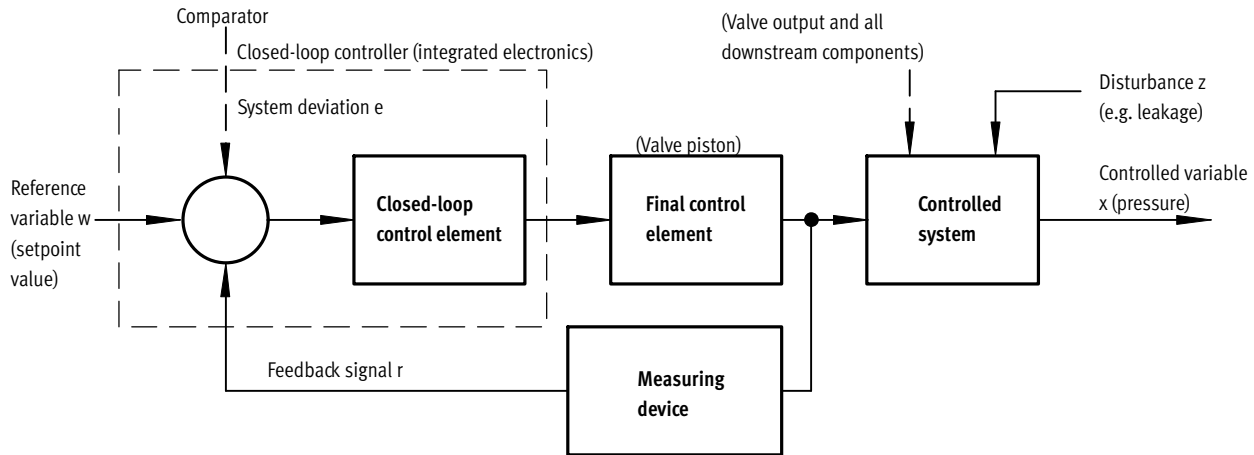 Comparator
Closed-loop controller (integrated electronics)
System deviation e
(Valve output and all
downstream components)
Disturbance z
(e.g. leakage)
(Valve piston)
Reference
variable w
(setpoint
value)
Closed-loop
control element
Final control
element
Controlled
system
Controlled variable
x (pressure)
Feedback signal r
Measuring
device